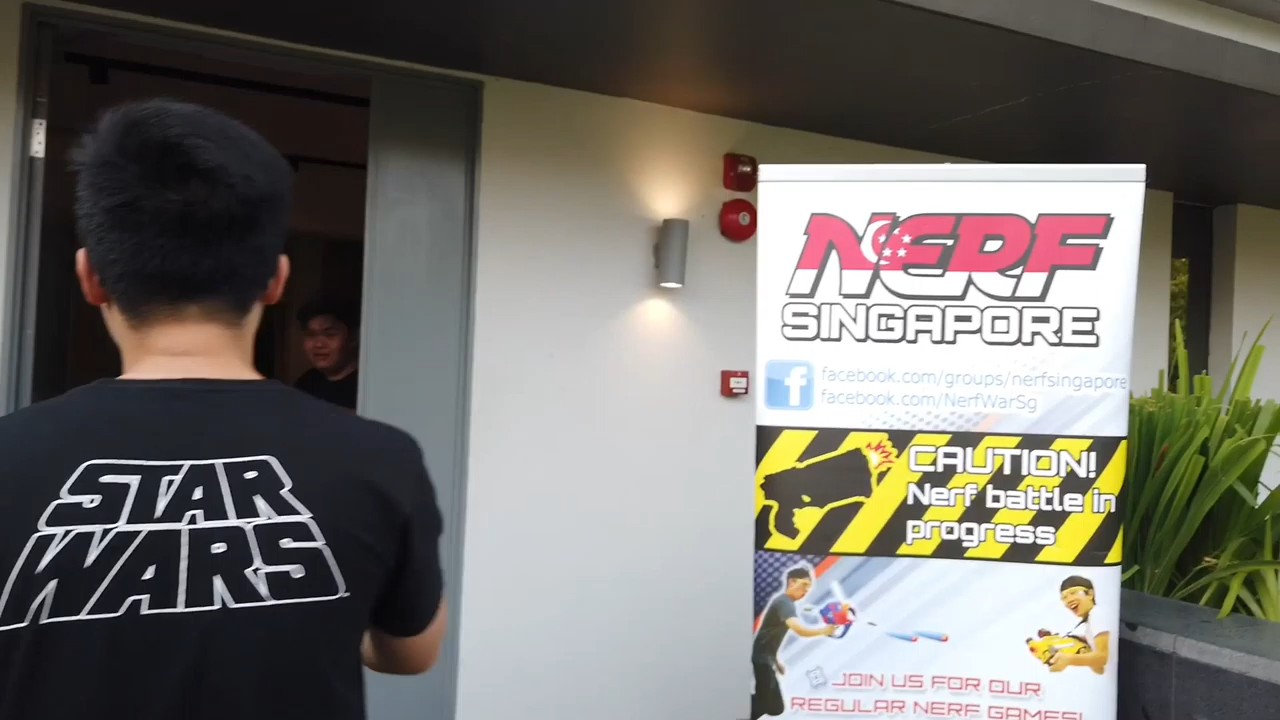 STAR
WARS
NERF
SINGAPORE
f facebook.com/groups/nerfsingapore
facebook.com/NerfWarSg
CAUTION!
Nerf battle in
progress
JOIN US FOR OUR
REGULAR NERF GAMES!